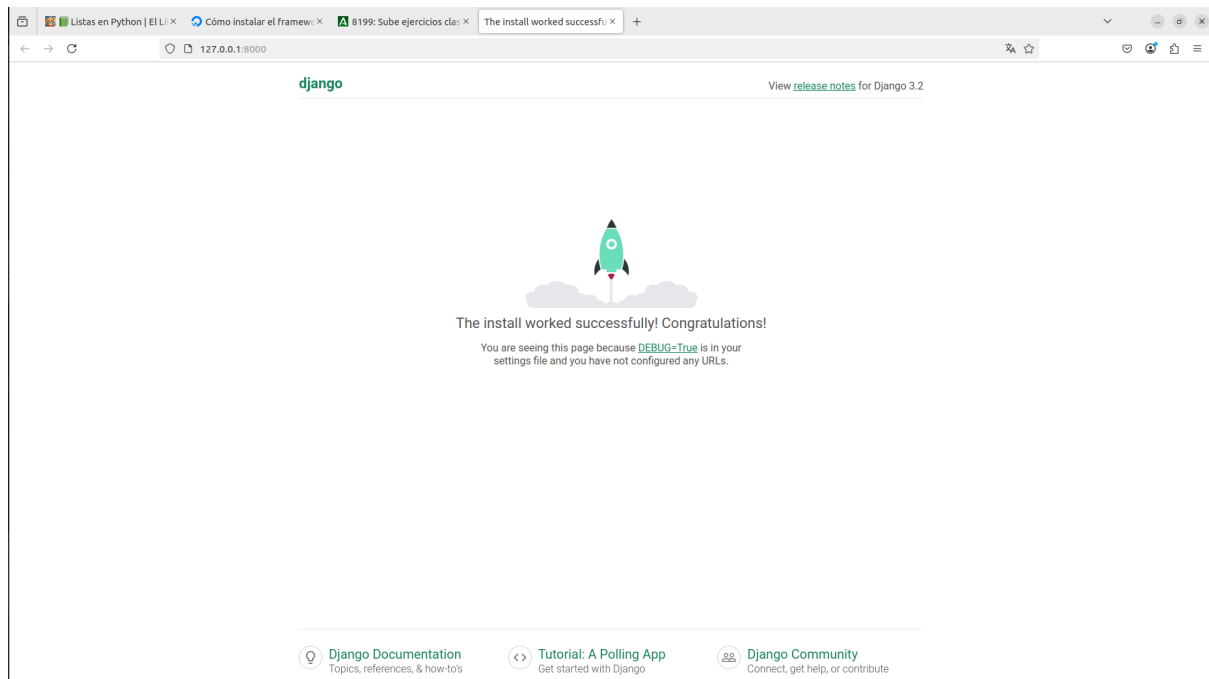 Listas en Python | El Li
Cómo instalar el framewo
8199: Sube ejercicios clas
The install worked successfu
127.0.0.1:8000
django
View release notes for Django 3.2
The install worked successfully! Congratulations!
You are seeing this page because DEBUG=True is in your
settings file and you have not configured any URLs.
Django Documentation
Topics, references, & how-to's
Tutorial: A Polling App
Get started with Django
Django Community
Connect, get help, or contribute